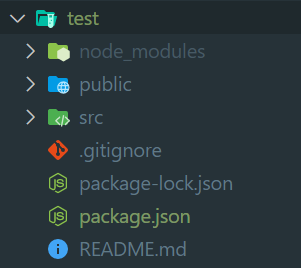 test
node_modules
public
src
.gitignore
package-lock.json
package.json
README.md